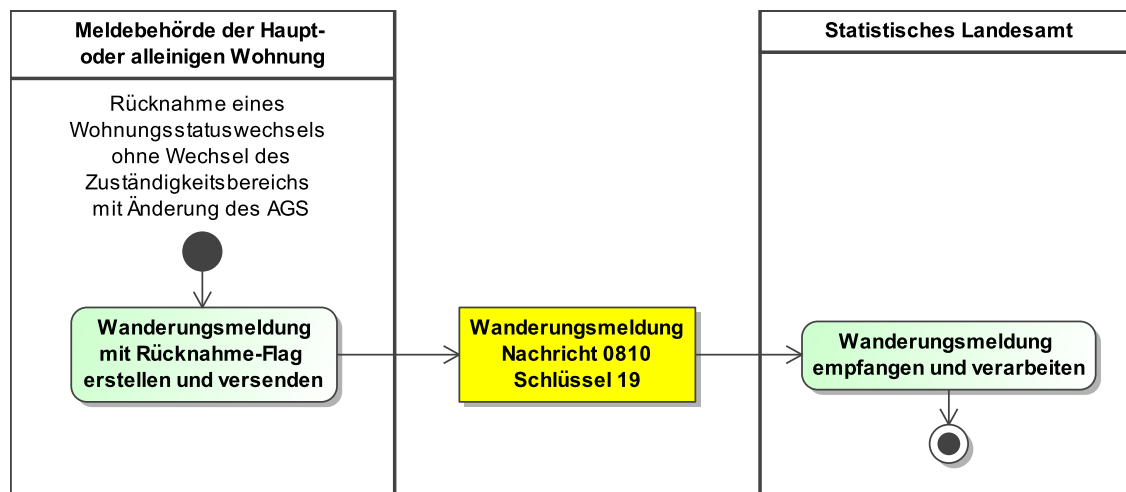 Meldebehörde der Haupt-
oder alleinigen Wohnung
Statistisches Landesamt
Rücknahme eines
Wohnungsstatuswechsels
ohne Wechsel des
Zuständigkeitsbereichs
mit Änderung des AGS
Wanderungsmeldung
mit Rücknahme-Flag
erstellen und versenden
Wanderungsmeldung
Nachricht 0810
Schlüssel 19
Wanderungsmeldung
empfangen und verarbeiten